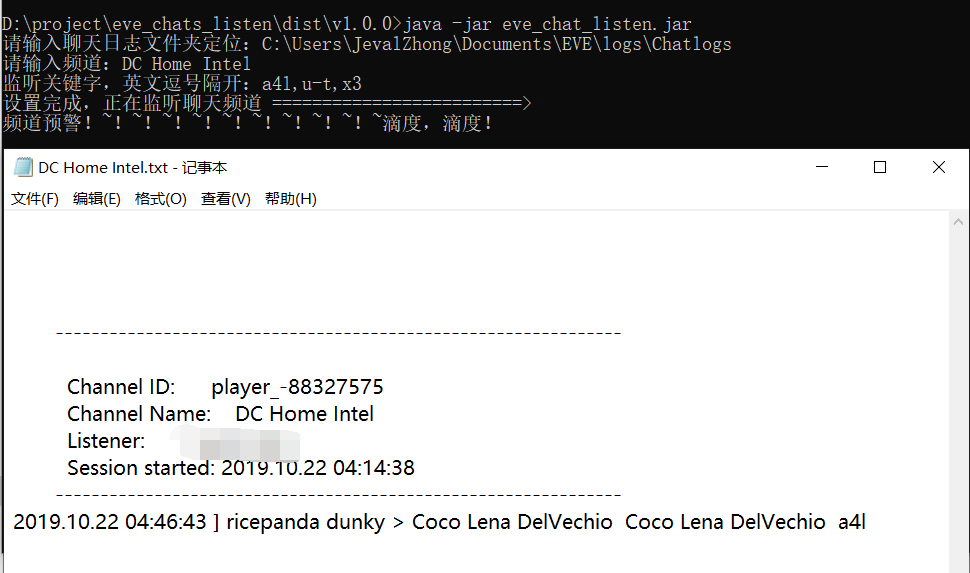 D:\project\eve_chats_listen\dist\v1.0.0>java -jar eve_chat_listen.jar
请输入聊天日志文件夹定位：C:\Users\JevalZhong\Documents\EVE\logs\Chatlogs
请输入频道：DC Home Intel
监听关键字，英文逗号隔开：a4l,u-t,x3
设置完成，正在监听聊天频道 =========================>
频道预警！~！~！~！~！~！~！~！~！~！~滴度，滴度！
DC Home Intel.txt - 记事本
文件(F) 编辑(E) 格式(O) 查看(V) 帮助(H)
---------------------------------------------------------------
Channel ID: player_-88327575
Channel Name: DC Home Intel
Listener:
Session started: 2019.10.22 04:14:38
---------------------------------------------------------------
2019.10.22 04:46:43 ] ricepanda dunky > Coco Lena DelVechio  Coco Lena DelVechio  a4l